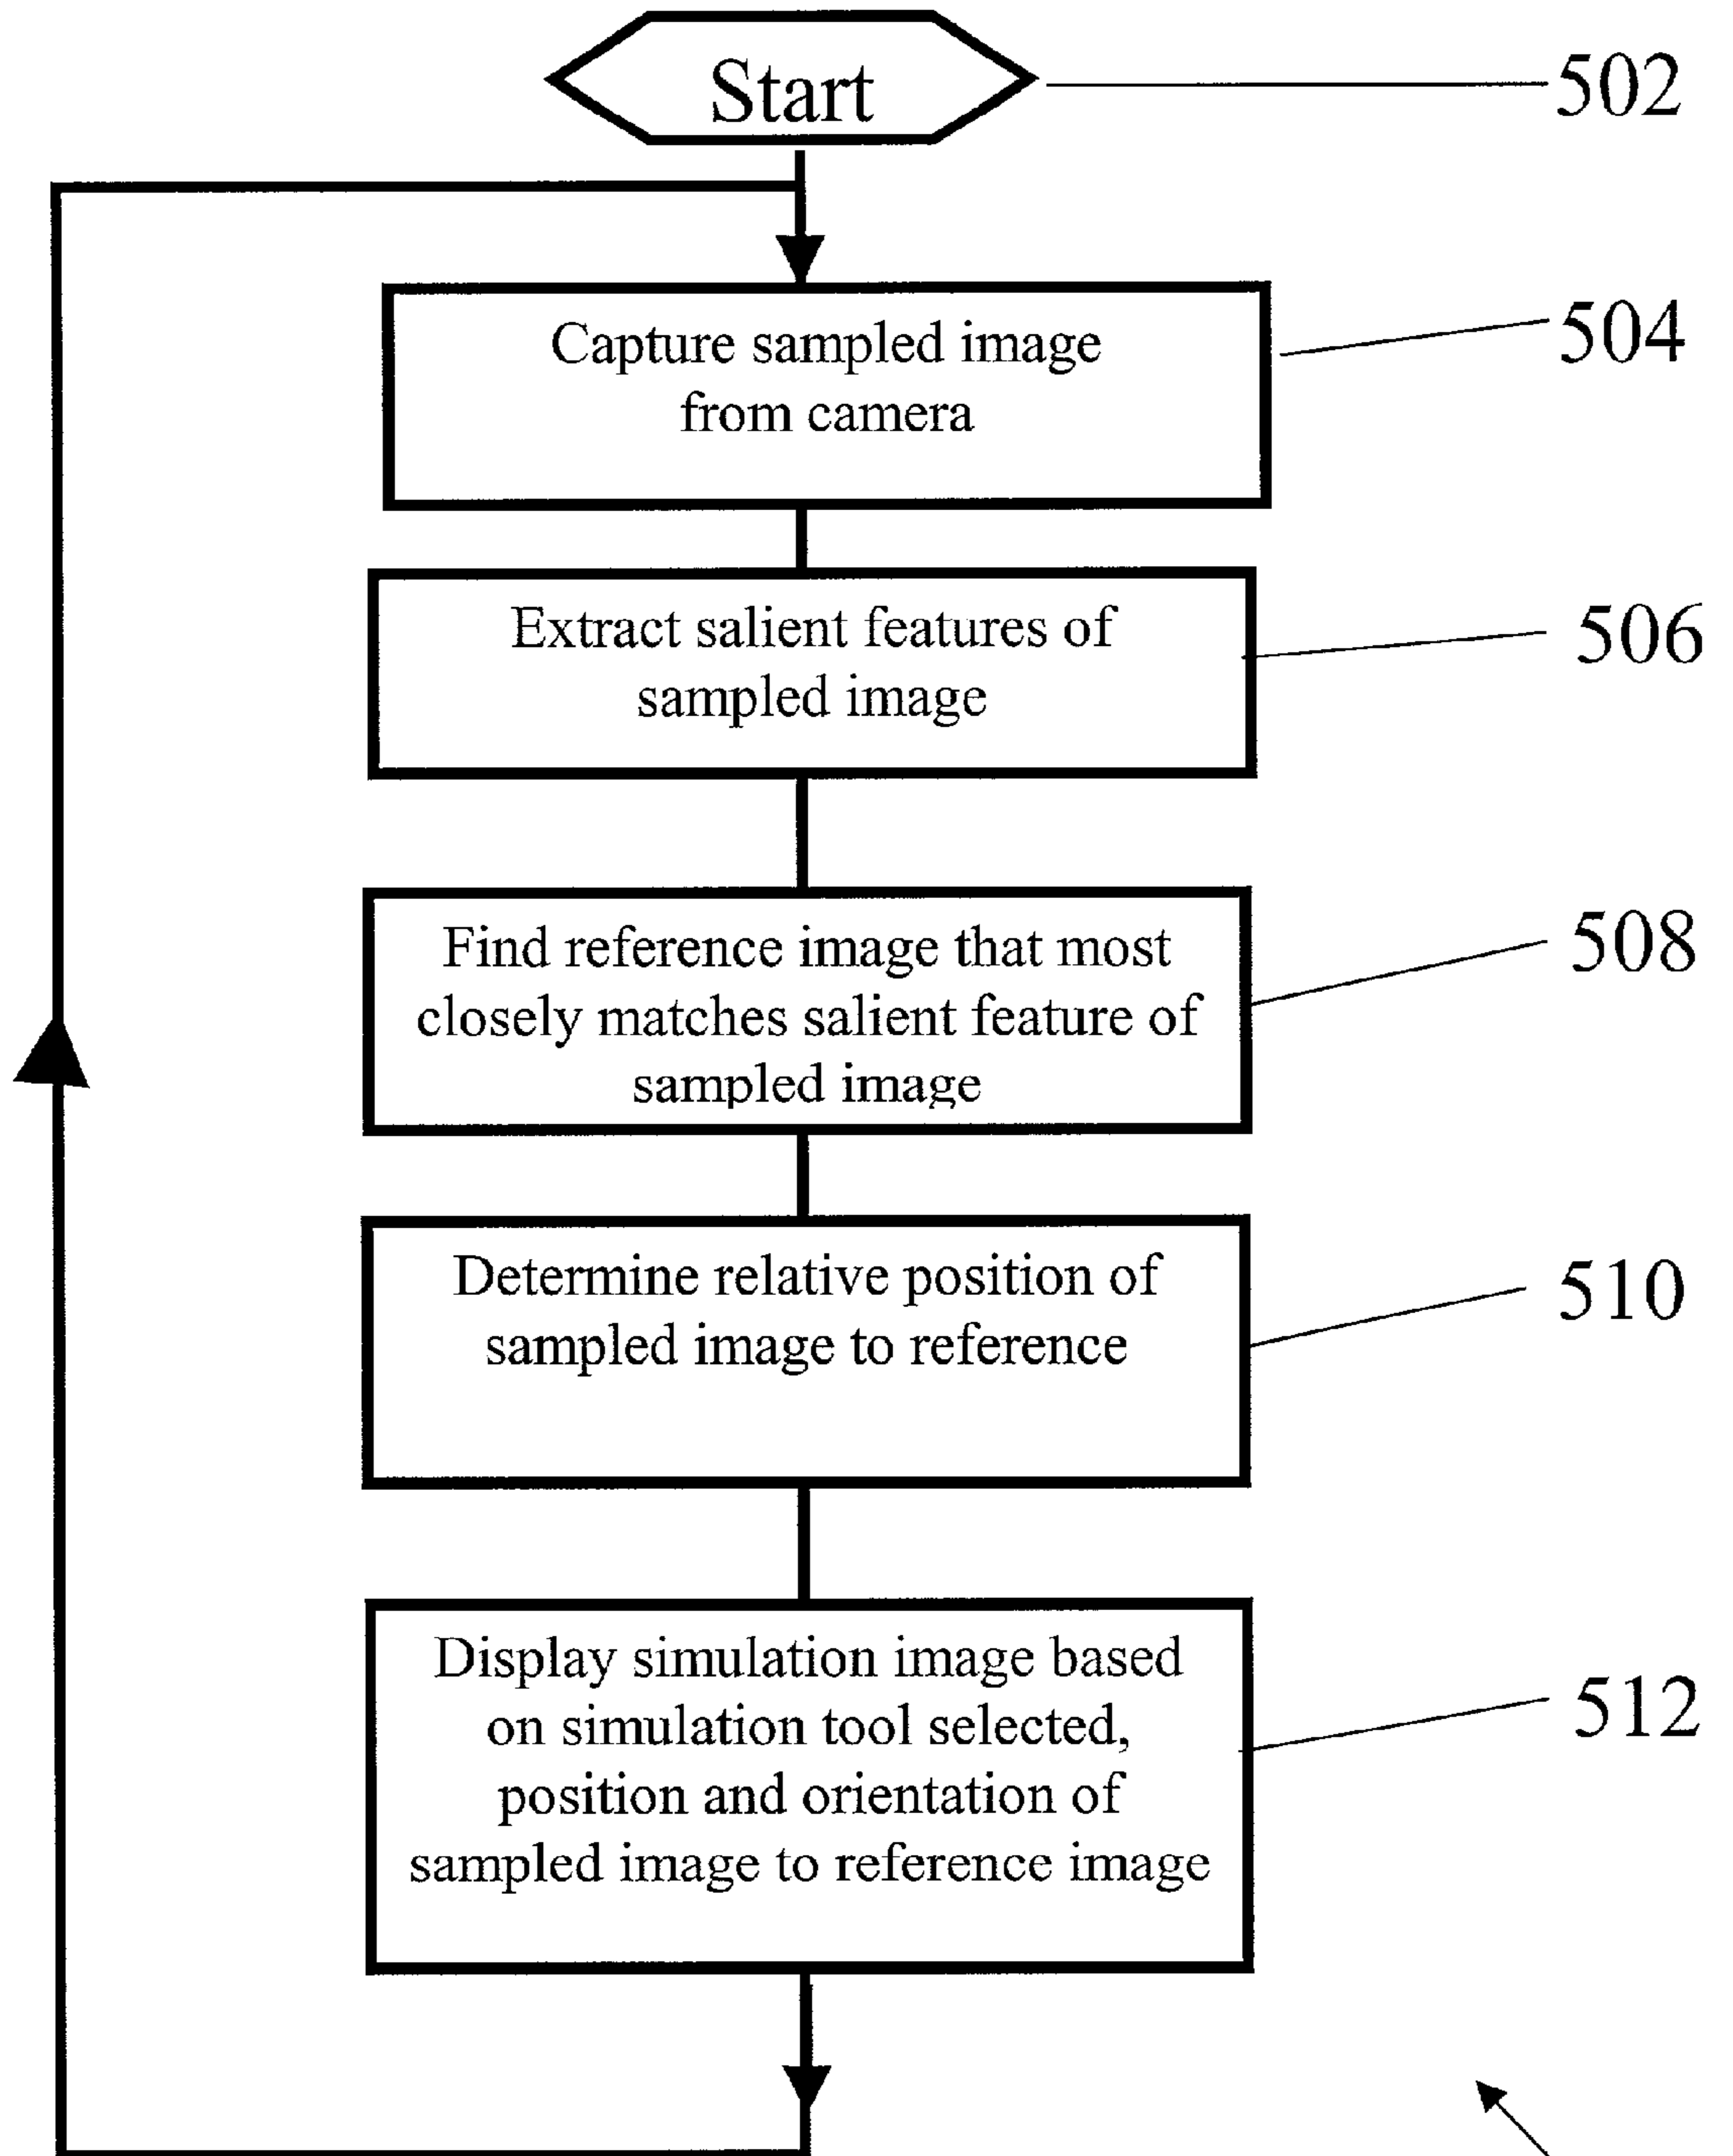 Start
502
Capture sampled image
from camera
504
Extract salient features of
sampled image
506
Find reference image that most
closely matches salient feature of
sampled image
508
Determine relative position of
sampled image to reference
510
Display simulation image based
on simulation tool selected,
position and orientation of
sampled image to reference image
512